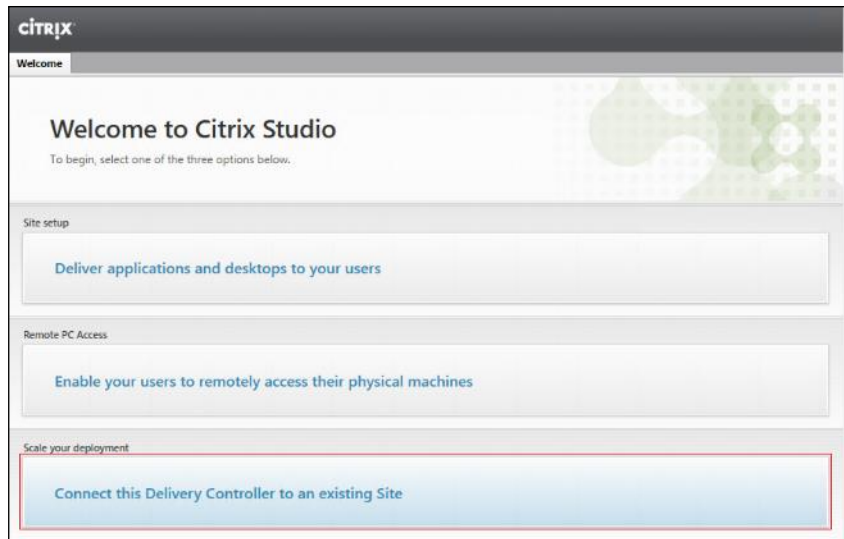 CİTRIX
Welcome
Welcome to Citrix Studio
To begin, select one of the three options below.
Site setup
Deliver applications and desktops to your users
Remote PC Access
Enable your users to remotely access their physical machines
Scale your deployment
Connect this Delivery Controller to an existing Site